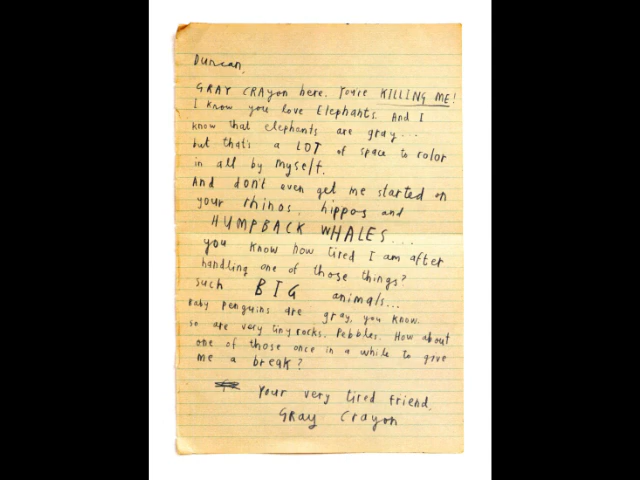 Duncan,
GRAY CRAYON here. You're KILLING ME!
I know you love Elephants. And I
know that elephants are gray...
but that's a LOT of space to color
in all by myself.
And don't even get me started on
your rhinos, hippos and
HUMPBACK WHALES...
you know how tired I am after
handling one of those things?
such BIG animals...
Baby penguins are gray, you know.
so are very tiny rocks. Pebbles. How about
one of those once in a while to give
me a break?
Your very tired friend,
Gray Crayon